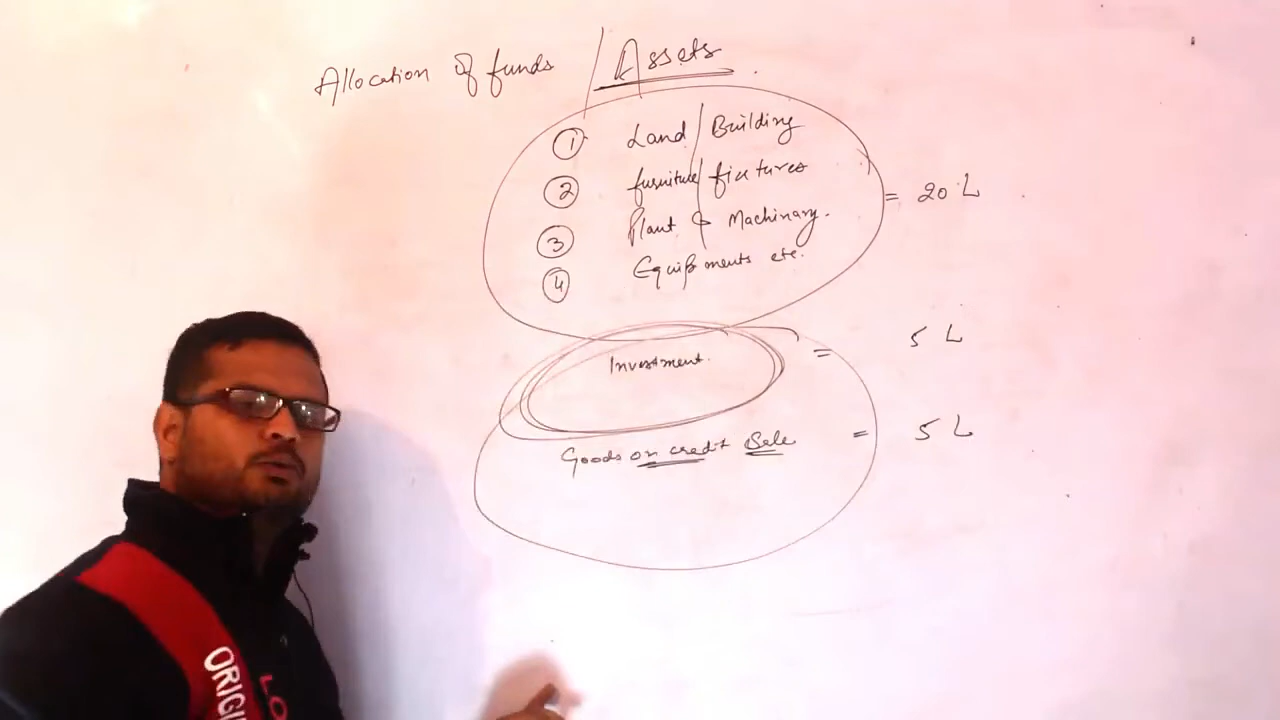 Allocation of funds / Assets.
1 Land / Building
2 furniture / fixtures
3 Plant & Machinary.
4 Equipments etc.
= 20 L
Investment. = 5 L
Goods on credit Sale = 5 L
ORIGI
LO